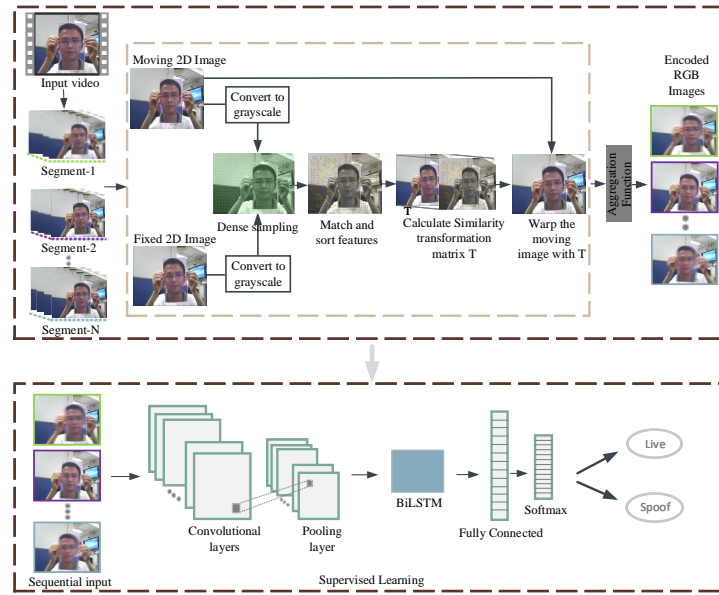 Input video
Segment-1
Segment-2
Segment-N
Moving 2D Image
Convert to
grayscale
Dense sampling
Fixed 2D Image
Convert to
grayscale
Match and
sort features
T
Calculate Similarity
transformation
matrix T
Warp the
moving
image with T
Aggregation
Function
Encoded
RGB
Images
Sequential input
Convolutional
layers
Pooling
layer
BiLSTM
Fully Connected
Softmax
Live
Spoof
Supervised Learning